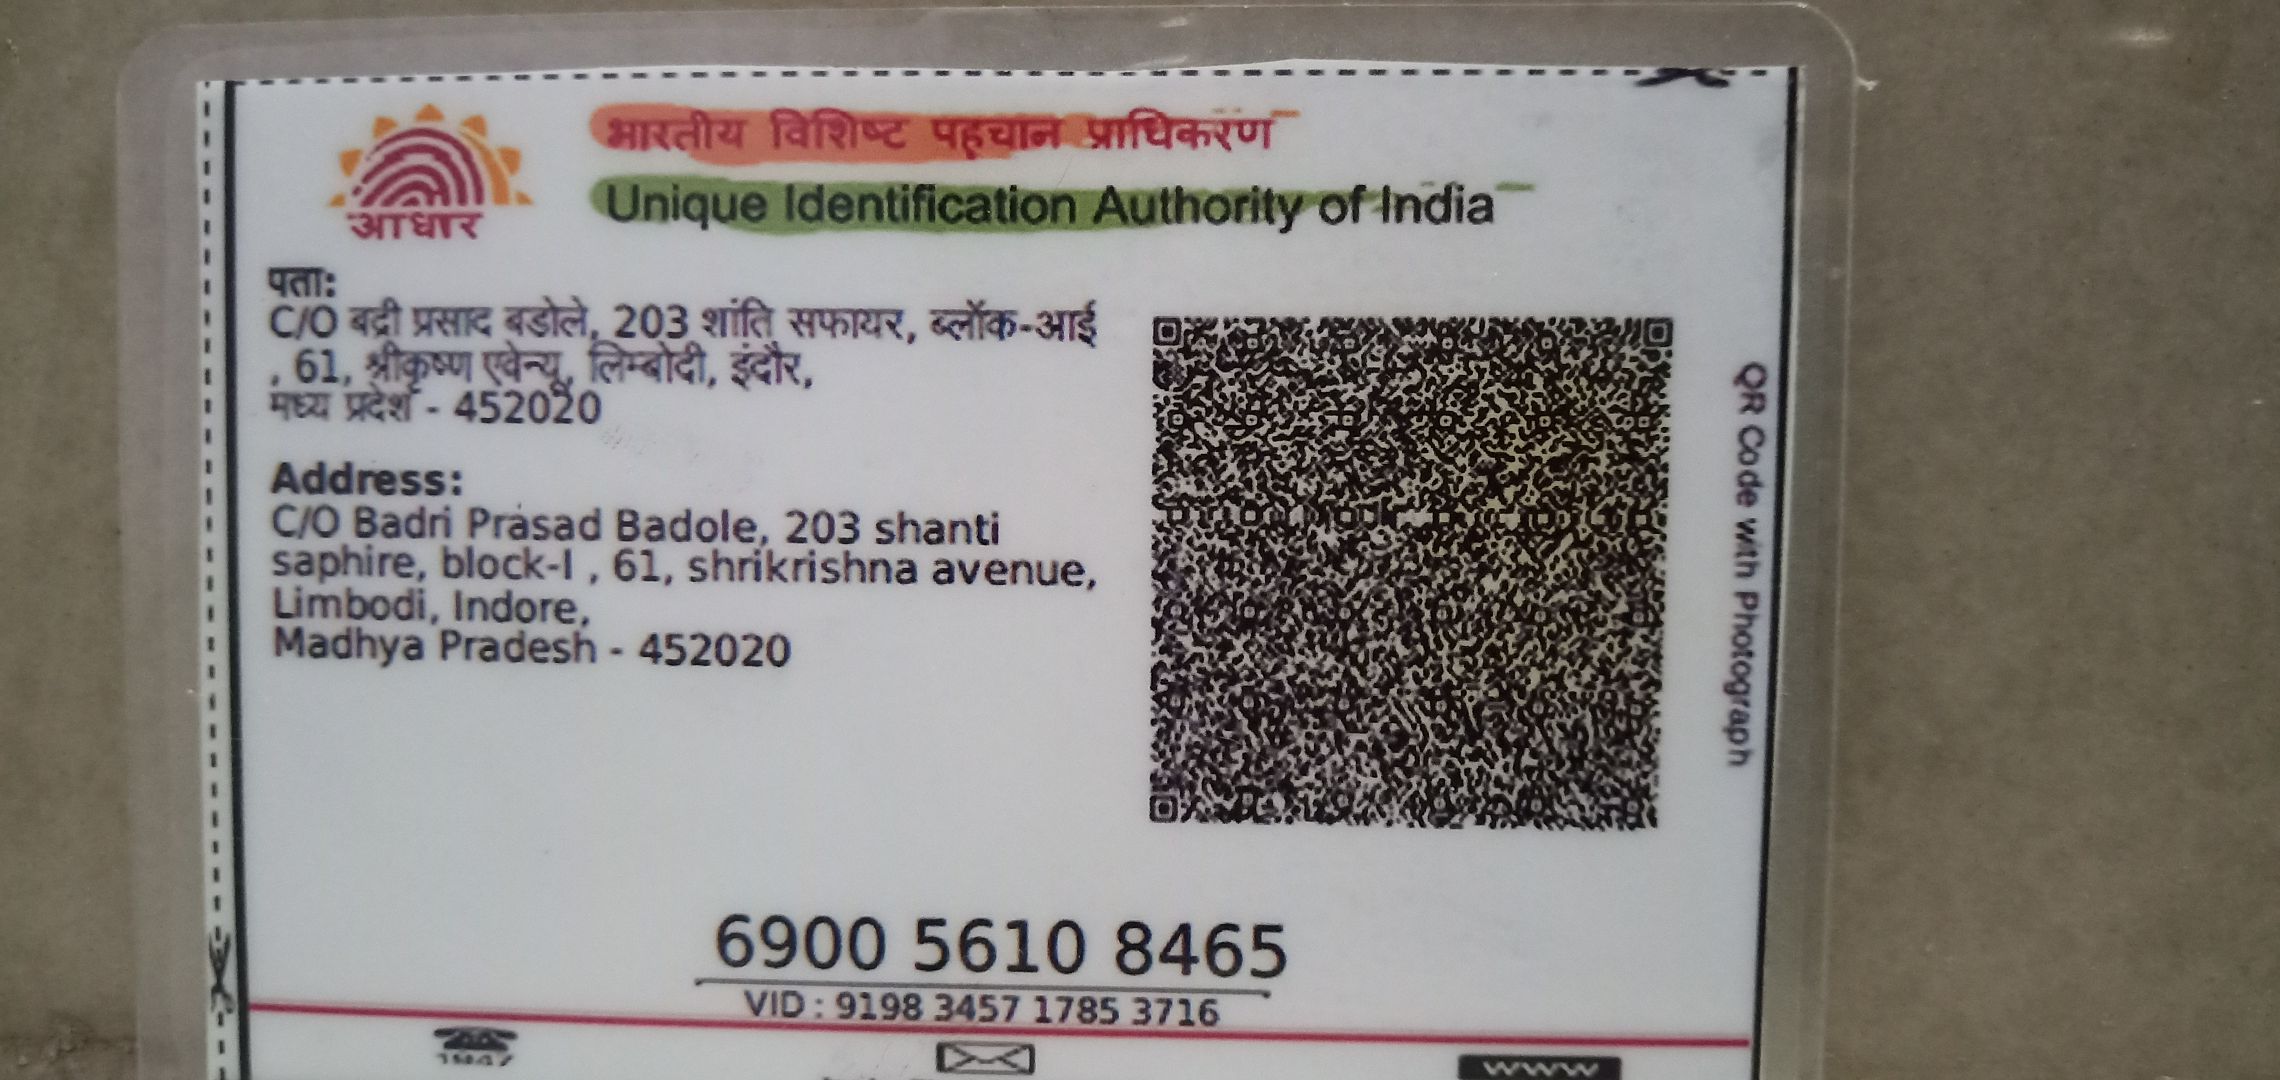 भारतीय विशिष्ट पहचान प्राधिकरण
Unique Identification Authority of India
आधार
पता:
C/O बद्री प्रसाद बडोले, 203 शांति सफायर, ब्लॉक-आई
, 61, श्रीकृष्ण एवेन्यू, लिम्बोदी, इंदौर,
मध्य प्रदेश - 452020
Address:
C/O Badri Prasad Badole, 203 shanti
saphire, block-I , 61, shrikrishna avenue,
Limbodi, Indore,
Madhya Pradesh - 452020
QR Code with Photograph
6900 5610 8465
VID : 9198 3457 1785 3716
1947
www